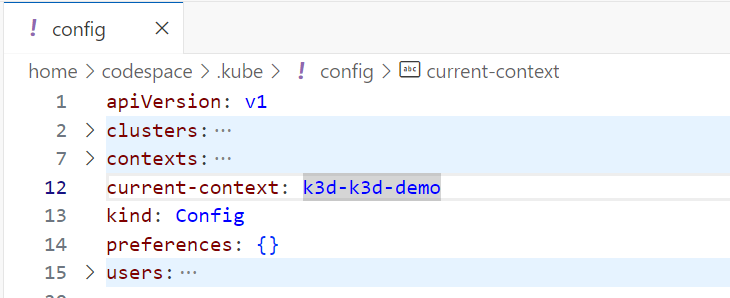 ! config
home > codespace > .kube > ! config > abc current-context
1 apiVersion: v1
2 > clusters:···
7 > contexts:···
12 current-context: k3d-k3d-demo
13 kind: Config
14 preferences: {}
15 > users:···